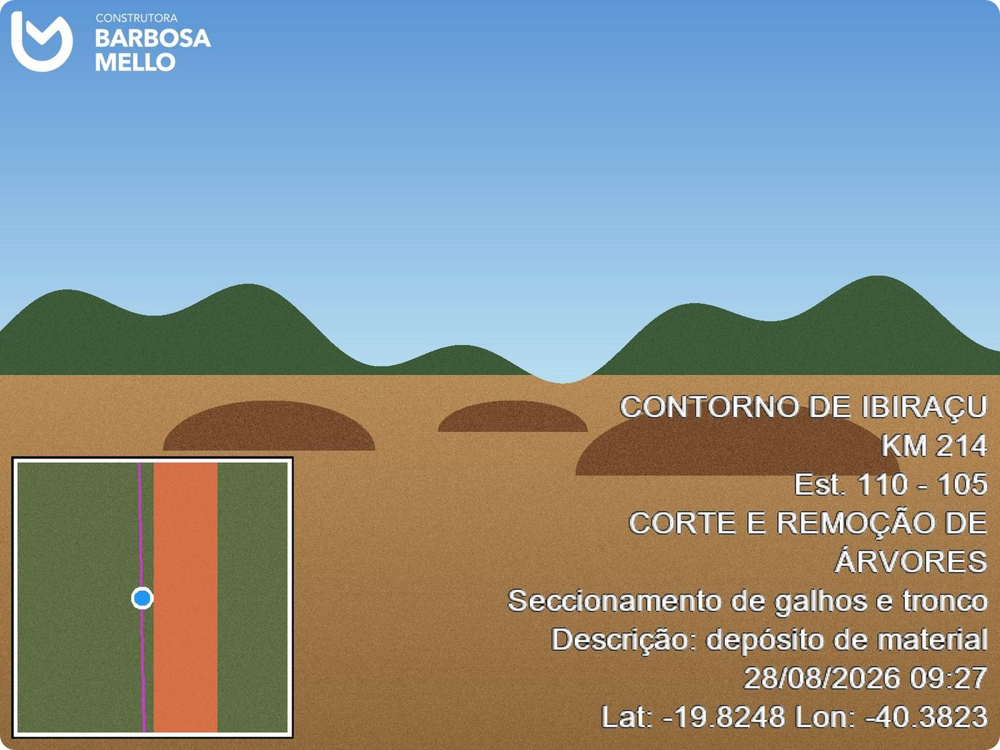 CONSTRUTORA
BARBOSA
MELLO
CONTORNO DE IBIRAÇU
KM 214
Est. 110 - 105
CORTE E REMOÇÃO DE
ÁRVORES
Seccionamento de galhos e tronco
Descrição: depósito de material
28/08/2026 09:27
Lat: -19.8248 Lon: -40.3823